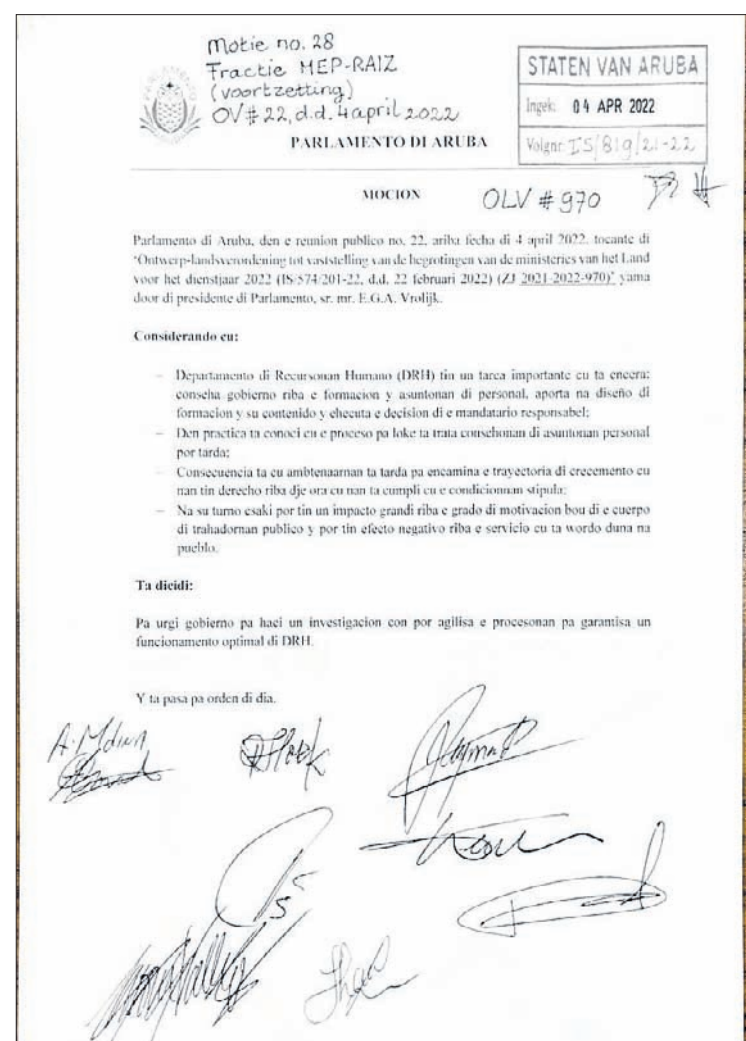 Motie no. 28
Fractie MEP-RAIZ
(voortzetting)
OV # 22, d.d. 4 april 2022
STATEN VAN ARUBA
Ingek: 04 APR 2022
Volgnr. IS/819/21-22
PARLAMENTO DI ARUBA
MOCION
OLV # 970
Parlamento di Aruba, den e reunion publico no. 22, ariba fecha di 4 april 2022, tocante di
‘Ontwerp-landsverordening tot vaststelling van de begrotingen van de ministeries van het Land
voor het dienstjaar 2022 (IS/574/201-22, d.d. 22 februari 2022) (ZJ 2021-2022-970)’ yama
door di presidente di Parlamento, sr. mr. E.G.A. Vrolijk.
Considerando cu:
– Departamento di Recursonan Humano (DRH) tin un tarea importante cu ta encera:
conseha gobierno riba e formacion y asuntonan di personal, aporta na diseño di
formacion y su contenido y ehecuta e decision di e mandatario responsabel;
– Den practica ta conoci cu e proceso pa loke ta trata consehonan di asuntonan personal
por tarda;
– Consecuencia ta cu ambtenaarnan ta tarda pa encamina e trayectoria di crecemento cu
nan tin derecho riba dje ora cu nan ta cumpli cu e condicionnan stipula;
– Na su turno esaki por tin un impacto grandi riba e grado di motivacion bou di e cuerpo
di trahadornan publico y por tin efecto negativo riba e servicio cu ta wordo duna na
pueblo.
Ta dicidi:
Pa urgi gobierno pa haci un investigacion con por agilisa e procesonan pa garantisa un
funcionamento optimal di DRH.
Y ta pasa pa orden di dia.